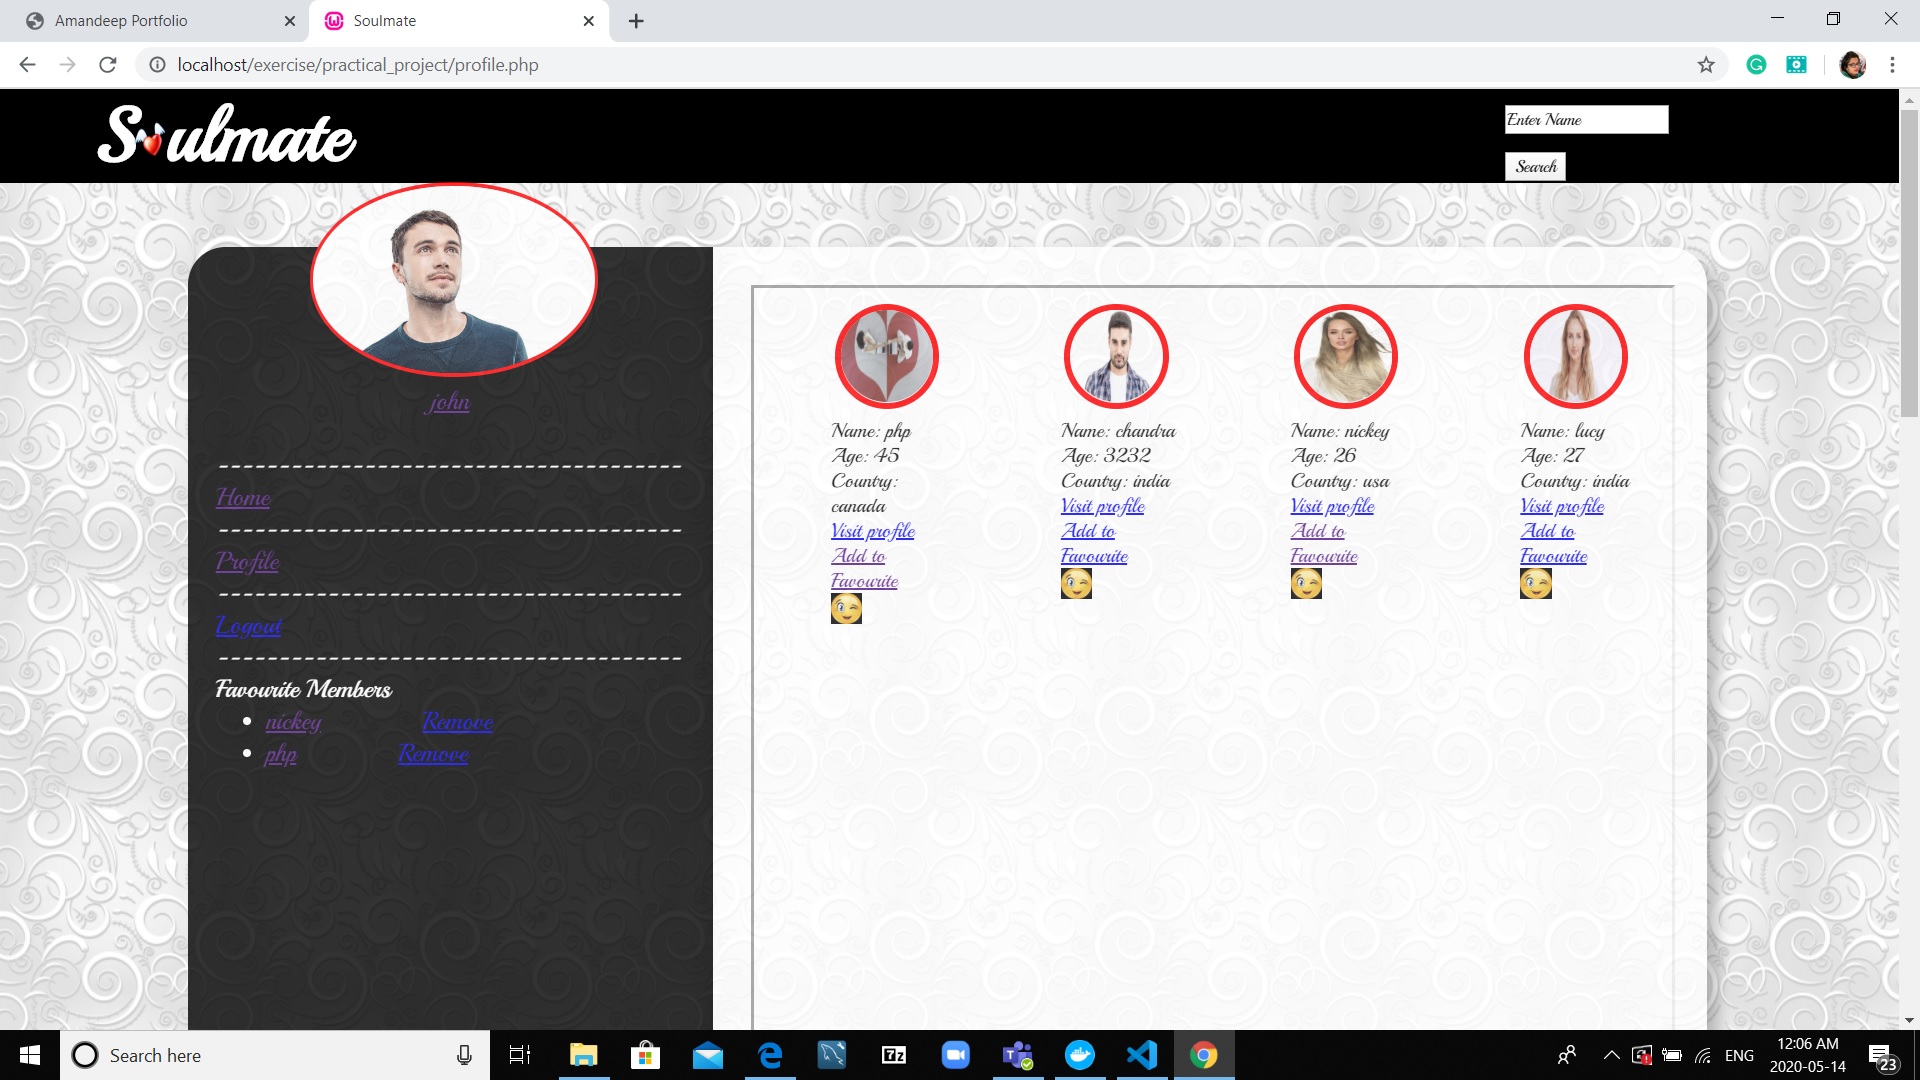 Amandeep Portfolio
Soulmate
localhost/exercise/practical_project/profile.php
Soulmate
Enter Name
Search
john
----------------------------------------
Home
----------------------------------------
Profile
----------------------------------------
Logout
----------------------------------------
Favourite Members
nickey Remove
php Remove
Name: php
Age: 45
Country:
canada
Visit profile
Add to
Favourite
Name: chandra
Age: 3232
Country: india
Visit profile
Add to
Favourite
Name: nickey
Age: 26
Country: usa
Visit profile
Add to
Favourite
Name: lucy
Age: 27
Country: india
Visit profile
Add to
Favourite
Search here
7z
ENG
12:06 AM
2020-05-14
23